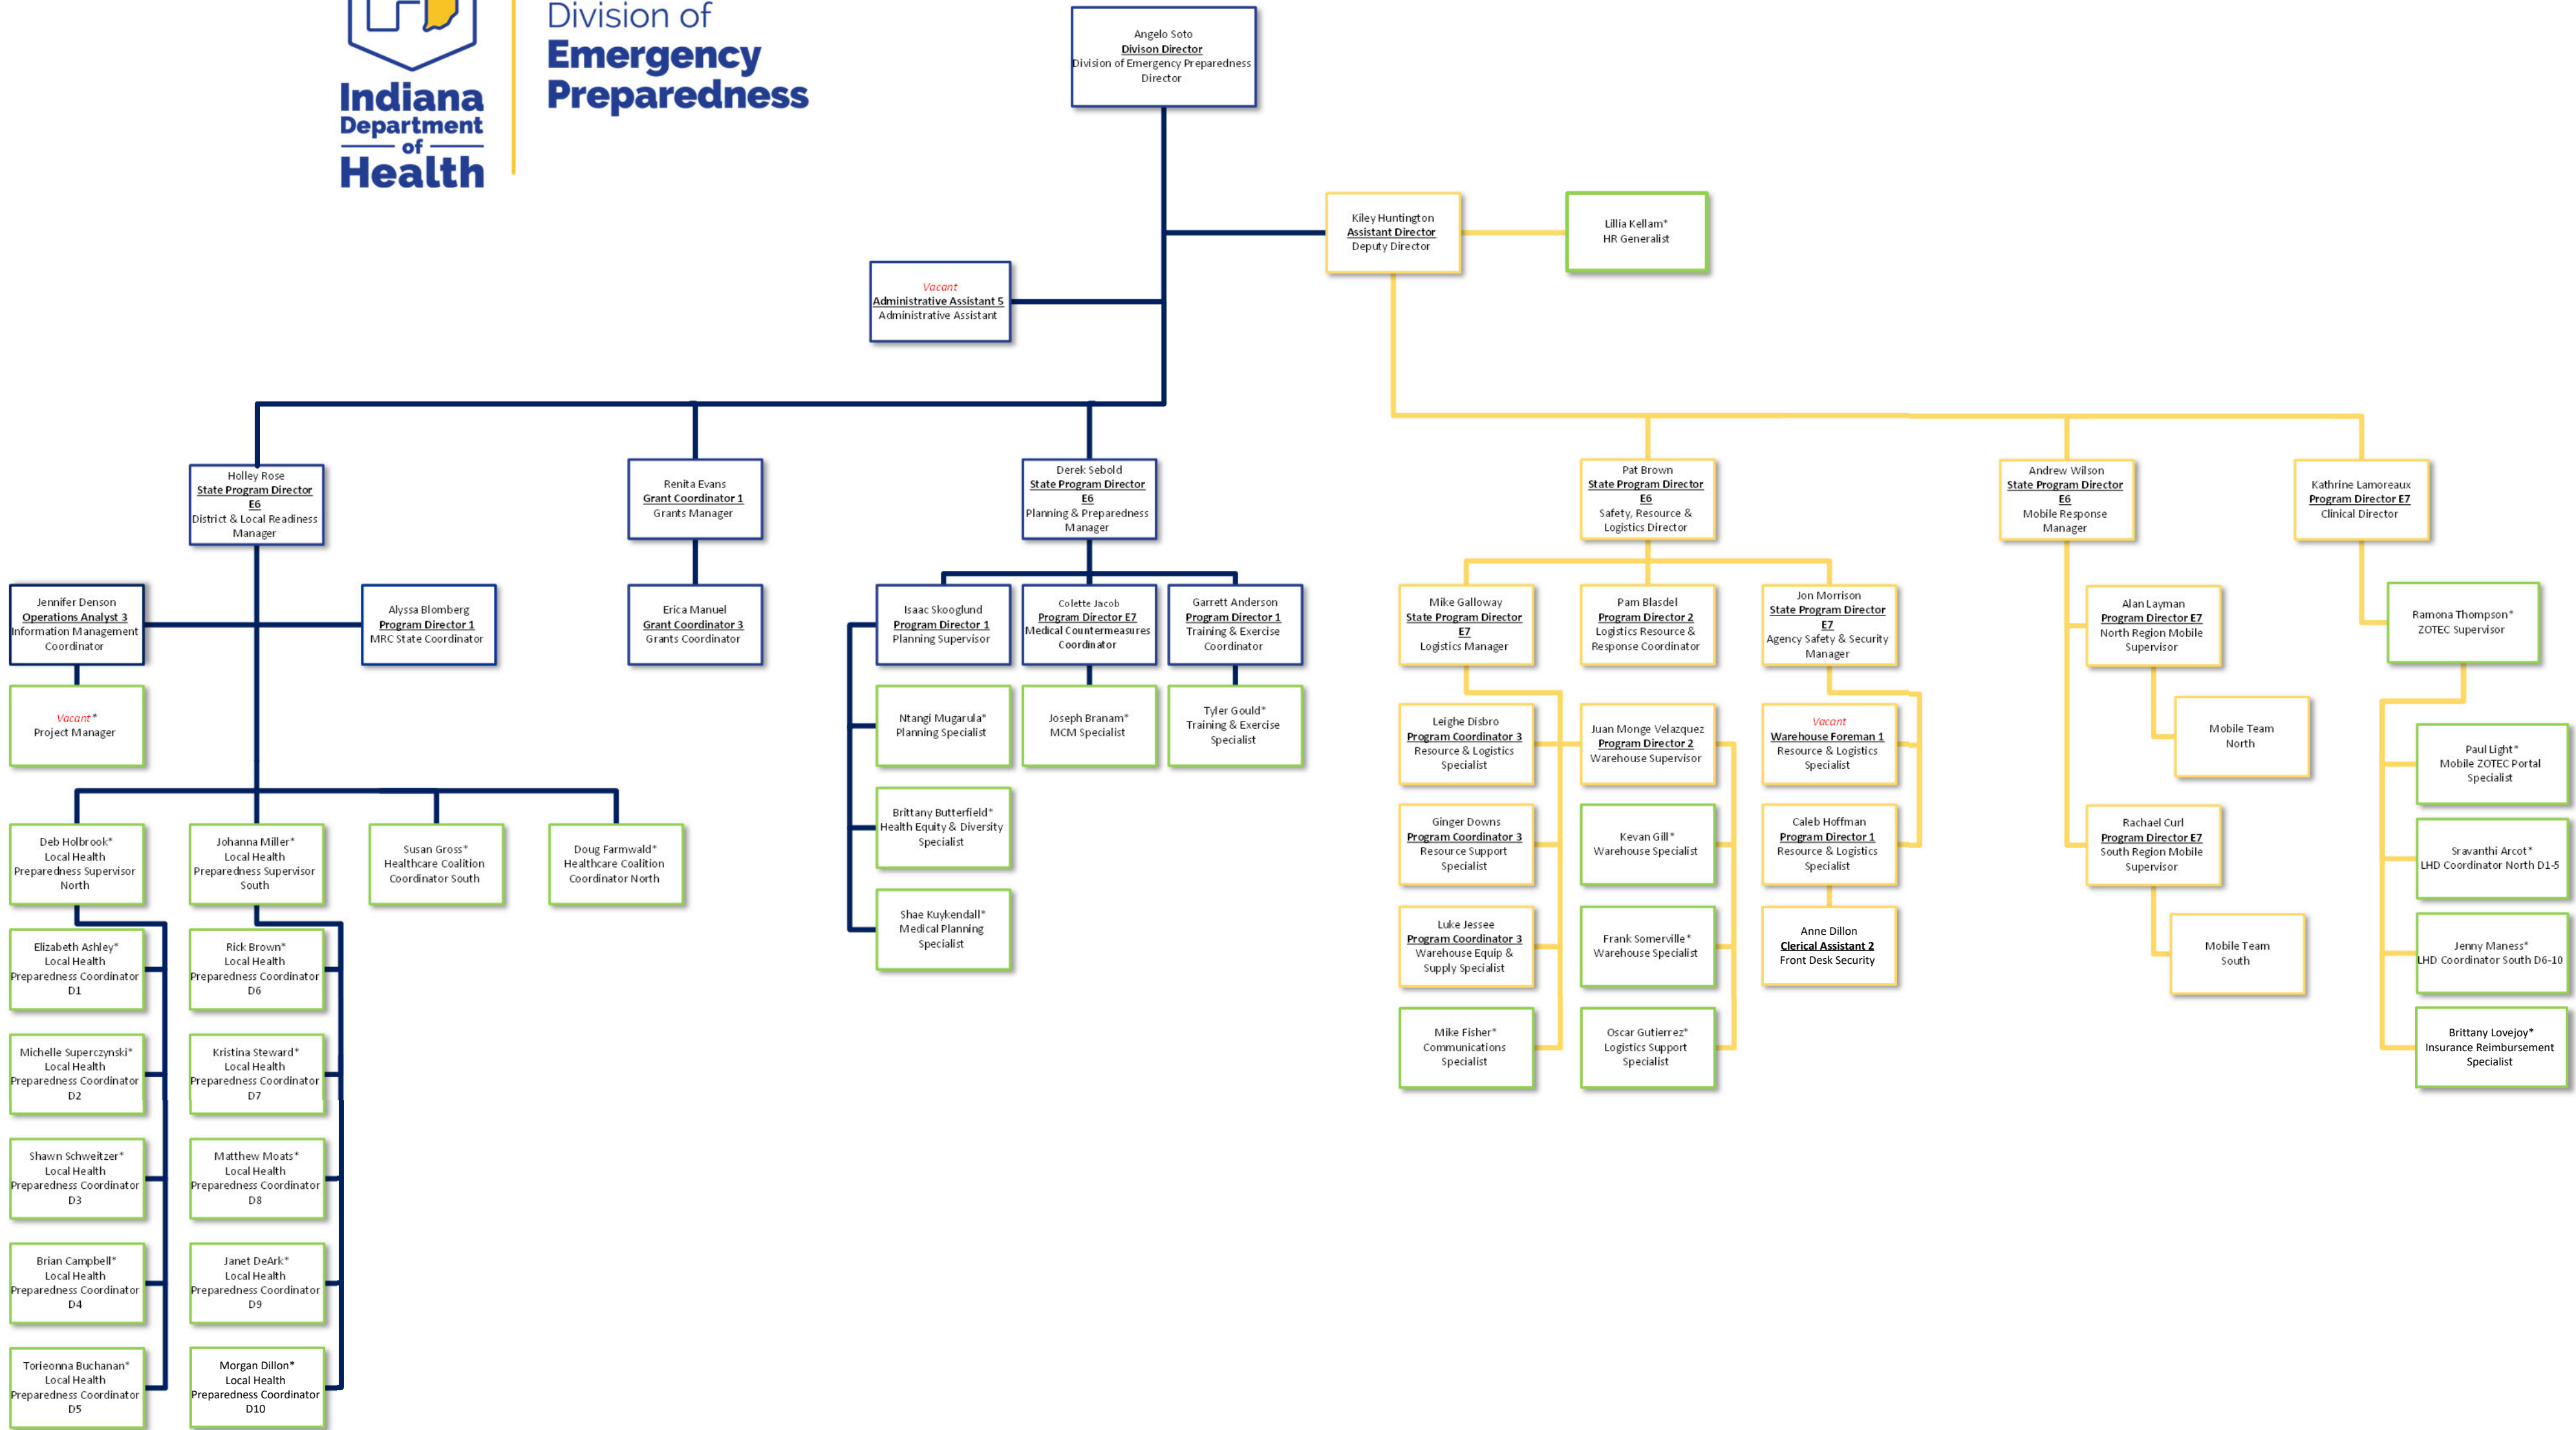 Indiana
Department
of
Health
Division of
Emergency
Preparedness
Angelo Soto
Divison Director
Division of Emergency Preparedness
Director
Kiley Huntington
Assistant Director
Deputy Director
Lillia Kellam*
HR Generalist
Vacant
Administrative Assistant 5
Administrative Assistant
Holley Rose
State Program Director
E6
District & Local Readiness
Manager
Renita Evans
Grant Coordinator 1
Grants Manager
Derek Sebold
State Program Director
E6
Planning & Preparedness
Manager
Pat Brown
State Program Director
E6
Safety, Resource &
Logistics Director
Andrew Wilson
State Program Director
E6
Mobile Response
Manager
Kathrine Lamoreaux
Program Director E7
Clinical Director
Jennifer Denson
Operations Analyst 3
Information Management
Coordinator
Alyssa Blomberg
Program Director 1
MRC State Coordinator
Erica Manuel
Grant Coordinator 3
Grants Coordinator
Isaac Skooglund
Program Director 1
Planning Supervisor
Colette Jacob
Program Director E7
Medical Countermeasures
Coordinator
Garrett Anderson
Program Director 1
Training & Exercise
Coordinator
Mike Galloway
State Program Director
E7
Logistics Manager
Pam Blasdel
Program Director 2
Logistics Resource &
Response Coordinator
Jon Morrison
State Program Director
E7
Agency Safety & Security
Manager
Alan Layman
Program Director E7
North Region Mobile
Supervisor
Ramona Thompson*
ZOTEC Supervisor
Vacant*
Project Manager
Ntangi Mugarula*
Planning Specialist
Joseph Branam*
MCM Specialist
Tyler Gould*
Training & Exercise
Specialist
Leighe Disbro
Program Coordinator 3
Resource & Logistics
Specialist
Juan Monge Velazquez
Program Director 2
Warehouse Supervisor
Vacant
Warehouse Foreman 1
Resource & Logistics
Specialist
Mobile Team
North
Paul Light*
Mobile ZOTEC Portal
Specialist
Deb Holbrook*
Local Health
Preparedness Supervisor
North
Johanna Miller*
Local Health
Preparedness Supervisor
South
Susan Gross*
Healthcare Coalition
Coordinator South
Doug Farmwald*
Healthcare Coalition
Coordinator North
Brittany Butterfield*
Health Equity & Diversity
Specialist
Ginger Downs
Program Coordinator 3
Resource Support
Specialist
Kevan Gill*
Warehouse Specialist
Caleb Hoffman
Program Director 1
Resource & Logistics
Specialist
Rachael Curl
Program Director E7
South Region Mobile
Supervisor
Sravanthi Arcot*
LHD Coordinator North D1-5
Elizabeth Ashley*
Local Health
Preparedness Coordinator
D1
Rick Brown*
Local Health
Preparedness Coordinator
D6
Shae Kuykendall*
Medical Planning
Specialist
Luke Jessee
Program Coordinator 3
Warehouse Equip &
Supply Specialist
Frank Somerville*
Warehouse Specialist
Anne Dillon
Clerical Assistant 2
Front Desk Security
Mobile Team
South
Jenny Maness*
LHD Coordinator South D6-10
Michelle Superczynski*
Local Health
Preparedness Coordinator
D2
Kristina Steward*
Local Health
Preparedness Coordinator
D7
Mike Fisher*
Communications
Specialist
Oscar Gutierrez*
Logistics Support
Specialist
Brittany Lovejoy*
Insurance Reimbursement
Specialist
Shawn Schweitzer*
Local Health
Preparedness Coordinator
D3
Matthew Moats*
Local Health
Preparedness Coordinator
D8
Brian Campbell*
Local Health
Preparedness Coordinator
D4
Janet DeArk*
Local Health
Preparedness Coordinator
D9
Torieonna Buchanan*
Local Health
Preparedness Coordinator
D5
Morgan Dillon*
Local Health
Preparedness Coordinator
D10